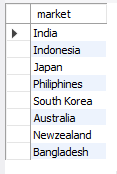 market
India
Indonesia
Japan
Philiphines
South Korea
Australia
Newzealand
Bangladesh